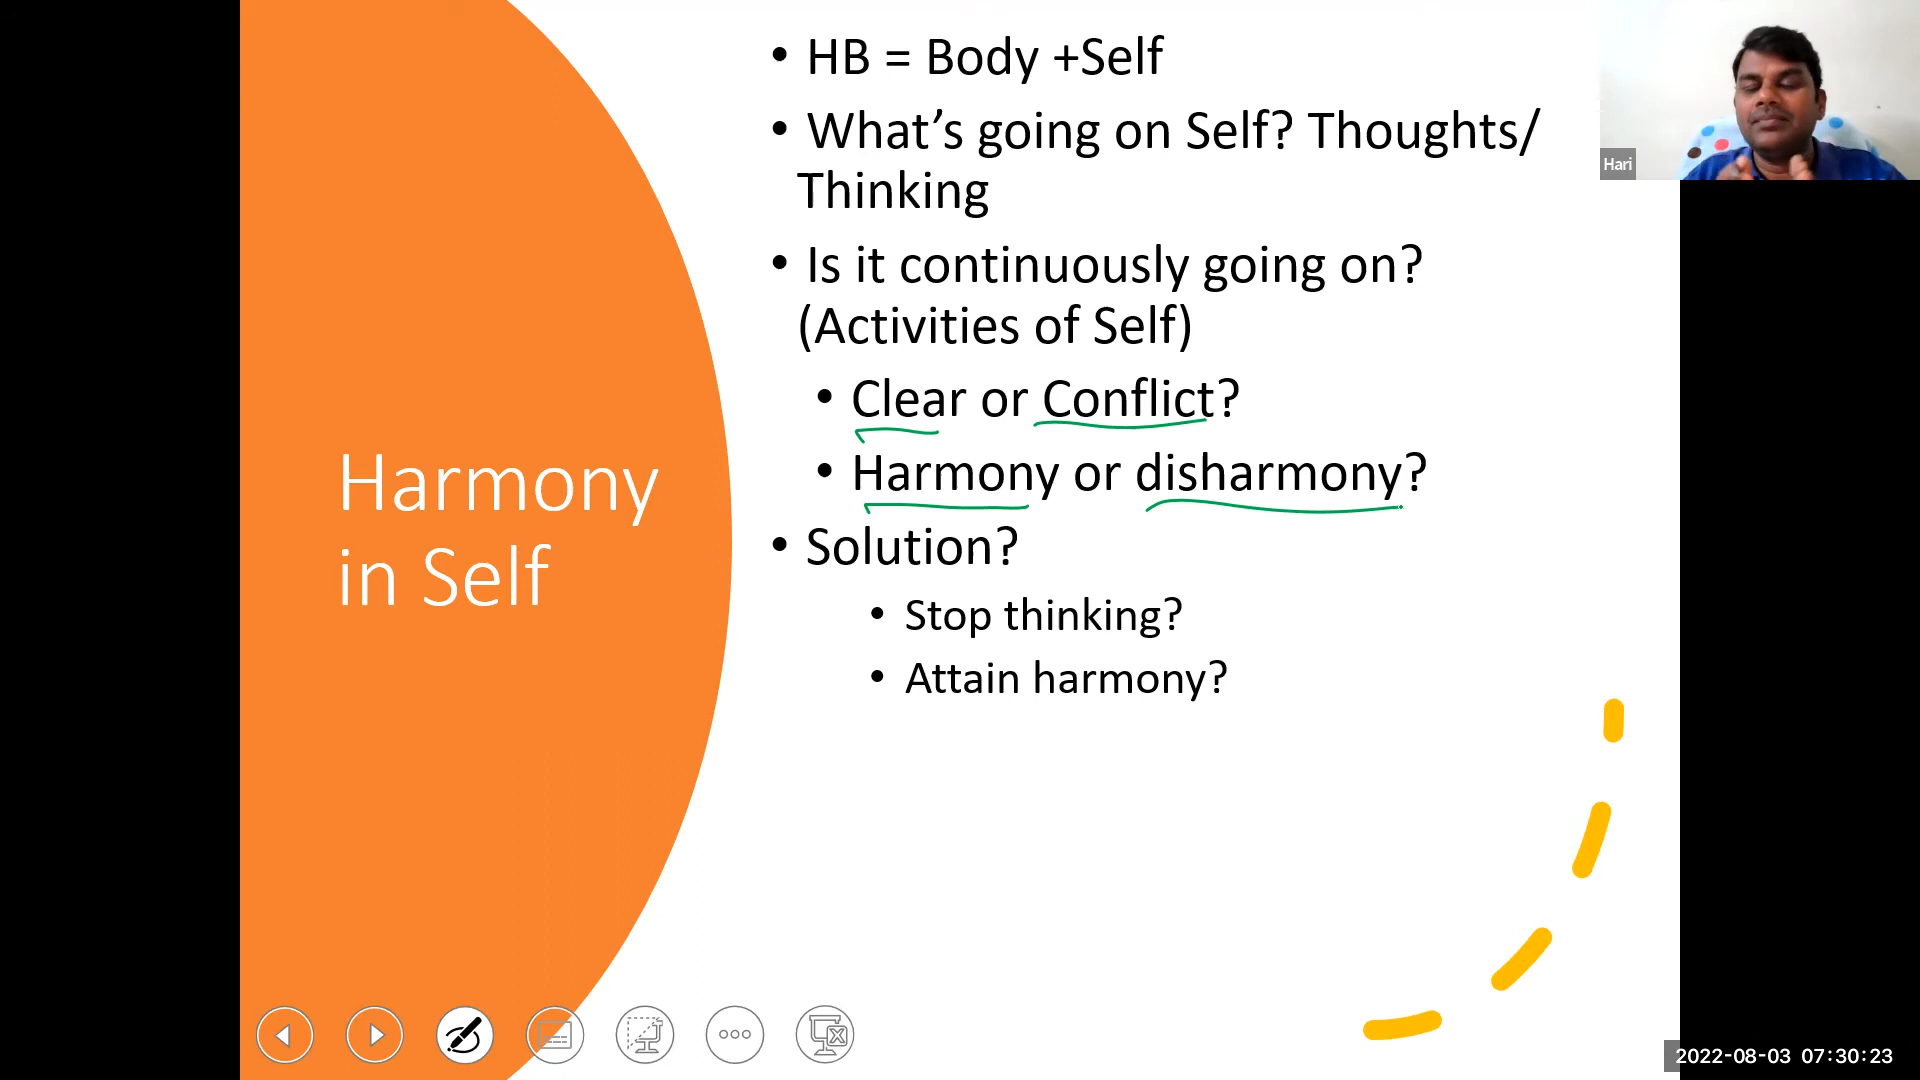 Harmony
in Self
• HB = Body +Self
• What’s going on Self? Thoughts/
Thinking
• Is it continuously going on?
(Activities of Self)
• Clear or Conflict?
• Harmony or disharmony?
• Solution?
• Stop thinking?
• Attain harmony?
Hari
2022-08-03 07:30:23